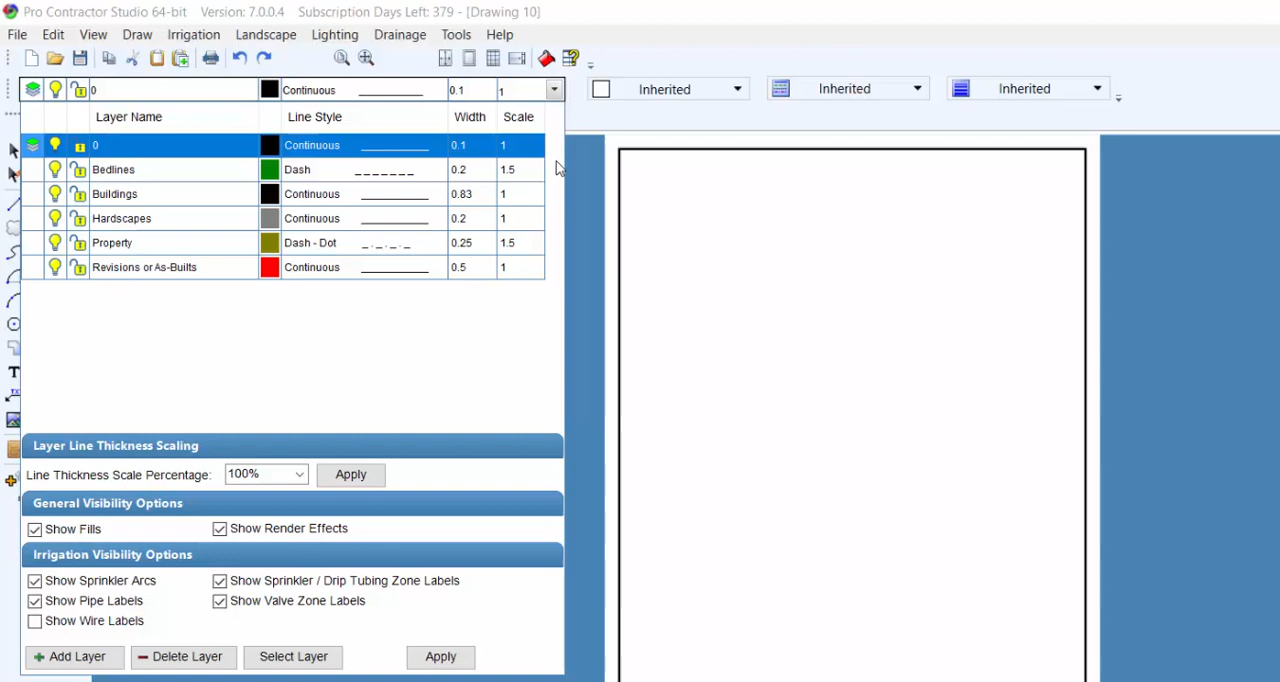 Pro Contractor Studio 64-bit Version: 7.0.0.4 Subscription Days Left: 379 - [Drawing 10]
File Edit View Draw Irrigation Landscape Lighting Drainage Tools Help
0 Continuous 0.1 1 Inherited Inherited Inherited
Layer Name Line Style Width Scale
0 Continuous 0.1 1
Bedlines Dash 0.2 1.5
Buildings Continuous 0.83 1
Hardscapes Continuous 0.2 1
Property Dash - Dot 0.25 1.5
Revisions or As-Builts Continuous 0.5 1
T
Layer Line Thickness Scaling
Line Thickness Scale Percentage: 100% Apply
General Visibility Options
Show Fills Show Render Effects
Irrigation Visibility Options
Show Sprinkler Arcs Show Sprinkler / Drip Tubing Zone Labels
Show Pipe Labels Show Valve Zone Labels
Show Wire Labels
Add Layer Delete Layer Select Layer Apply